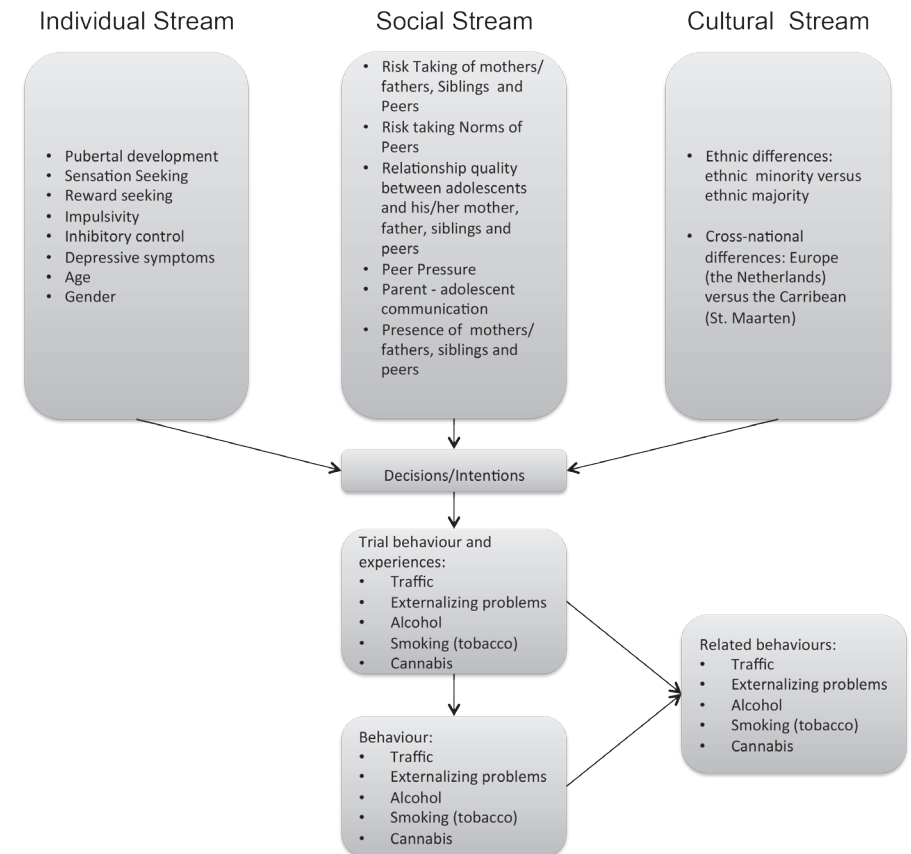 Individual Stream
Social Stream
Cultural Stream
• Pubertal development
• Sensation Seeking
• Reward seeking
• Impulsivity
• Inhibitory control
• Depressive symptoms
• Age
• Gender
• Risk Taking of mothers/
fathers, Siblings and
Peers
• Risk taking Norms of
Peers
• Relationship quality
between adolescents
and his/her mother,
father, siblings and
peers
• Peer Pressure
• Parent - adolescent
communication
• Presence of mothers/
fathers, siblings and
peers
• Ethnic differences:
ethnic minority versus
ethnic majority
• Cross-national
differences: Europe
(the Netherlands)
versus the Carribean
(St. Maarten)
Decisions/Intentions
Trial behaviour and
experiences:
• Traffic
• Externalizing problems
• Alcohol
• Smoking (tobacco)
• Cannabis
Related behaviours:
• Traffic
• Externalizing problems
• Alcohol
• Smoking (tobacco)
• Cannabis
Behaviour:
• Traffic
• Externalizing problems
• Alcohol
• Smoking (tobacco)
• Cannabis